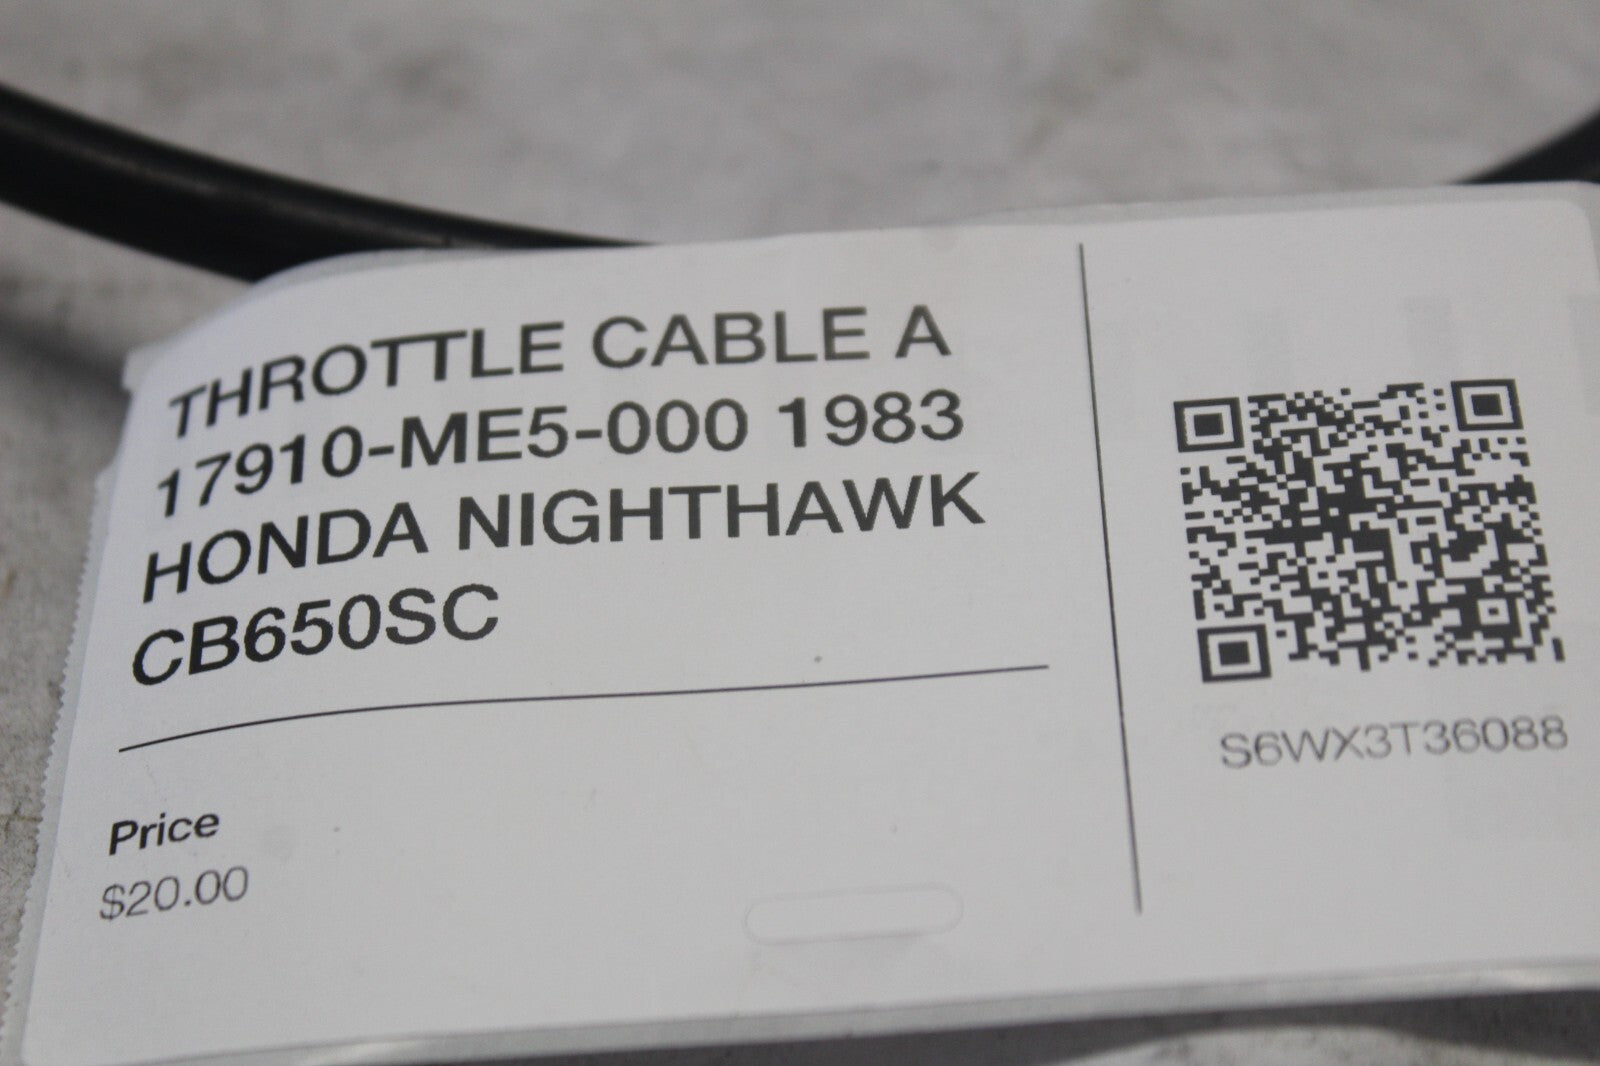 THROTTLE CABLE A
17910-ME5-000 1983
HONDA NIGHTHAWK
CB650SC
Price
$20.00
S6WX3T36088